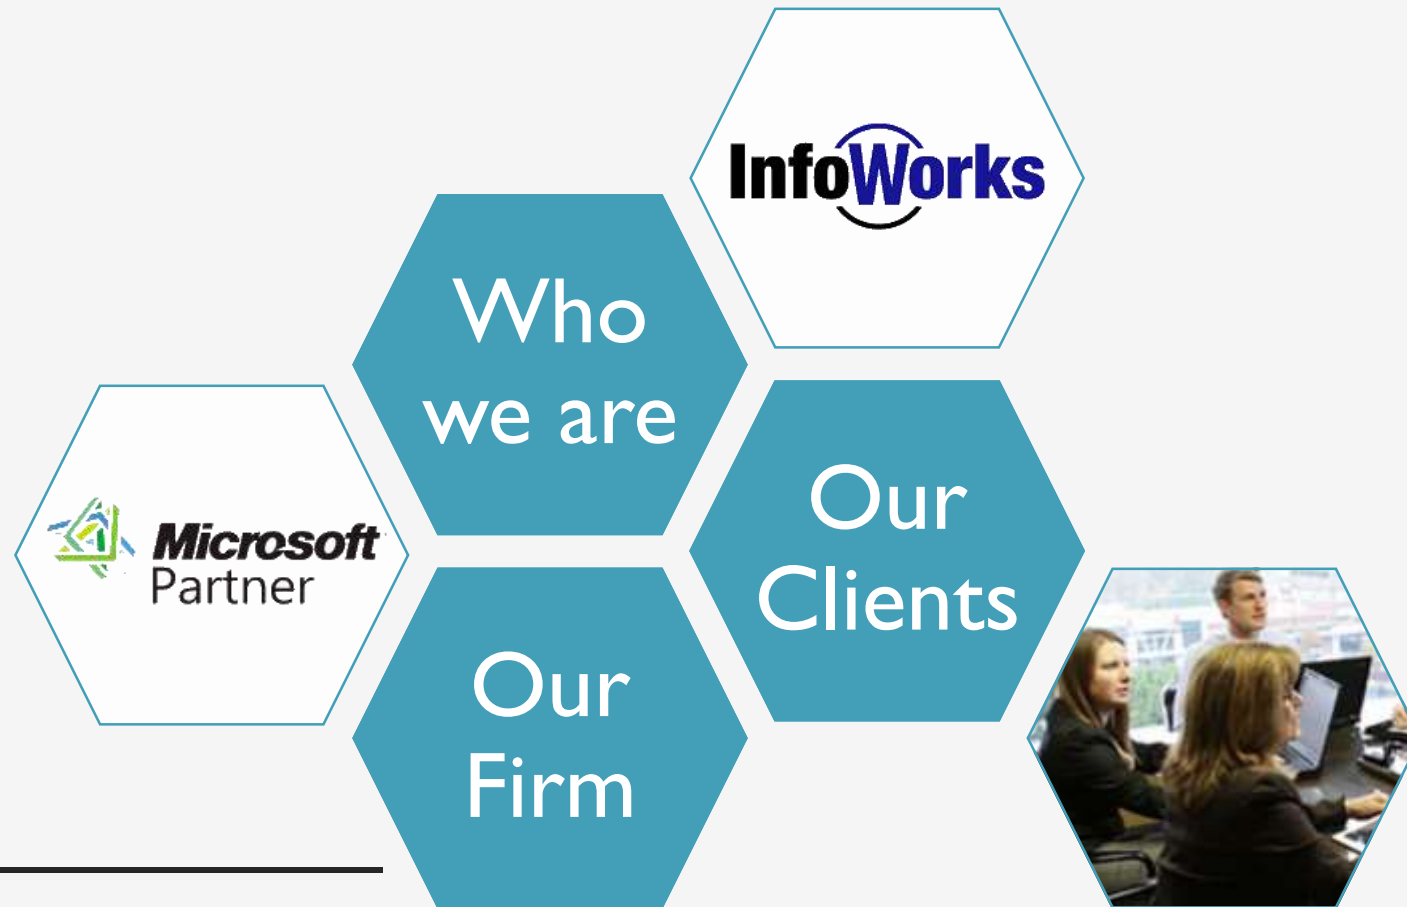 InfoWorks
Who
we are
Our
Clients
Microsoft
Partner
Our
Firm